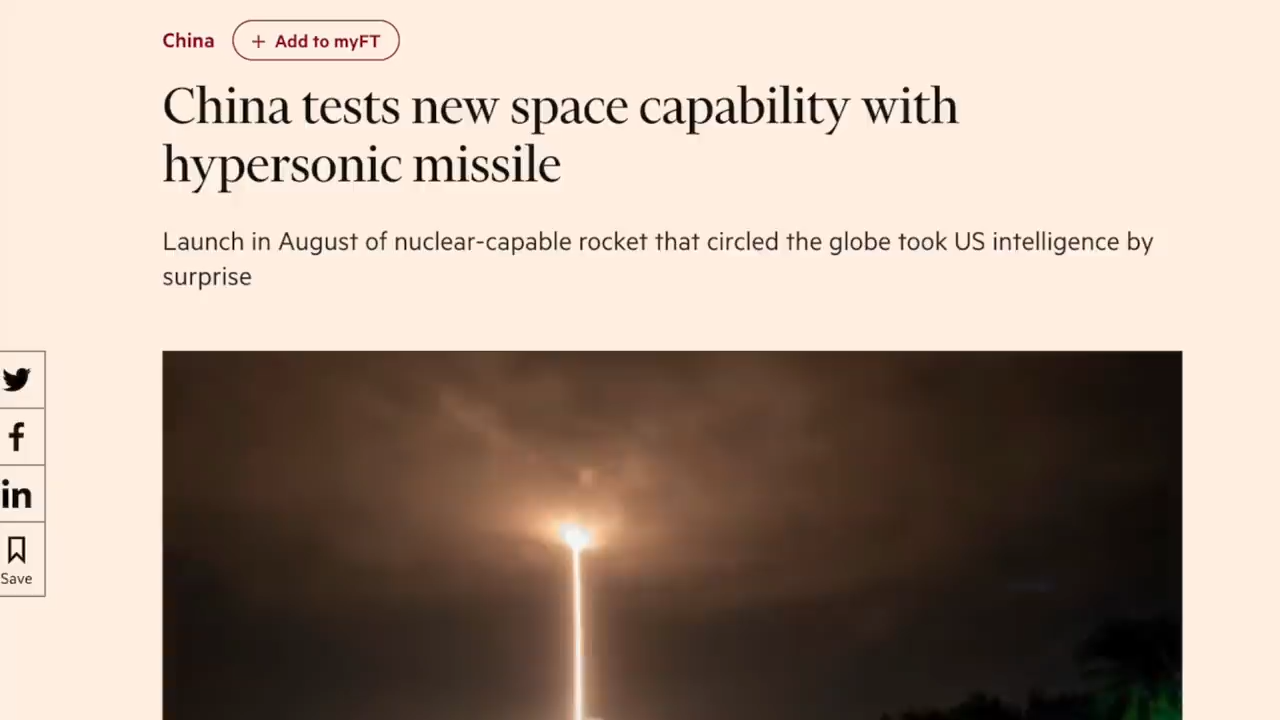 China
+ Add to myFT
China tests new space capability with
hypersonic missile
Launch in August of nuclear-capable rocket that circled the globe took US intelligence by
surprise
f
in
Save